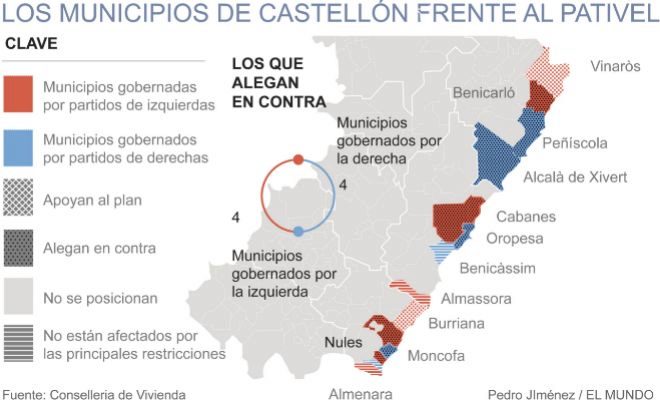 LOS MUNICIPIOS DE CASTELLÓN FRENTE AL PATIVEL
CLAVE
Municipios gobernadas
por partidos de izquierdas
Municipios gobernados
por partidos de derechas
Apoyan al plan
Alegan en contra
No se posicionan
No están afectados por
las principales restricciones
LOS QUE
ALEGAN
EN CONTRA
Municipios
gobernados por
la derecha
4
4
Municipios
gobernados por
la izquierda
Vinaròs
Benicarló
Peñíscola
Alcalà de Xivert
Cabanes
Oropesa
Benicàssim
Almassora
Burriana
Nules
Moncofa
Almenara
Fuente: Conselleria de Vivienda
Pedro JIménez / EL MUNDO